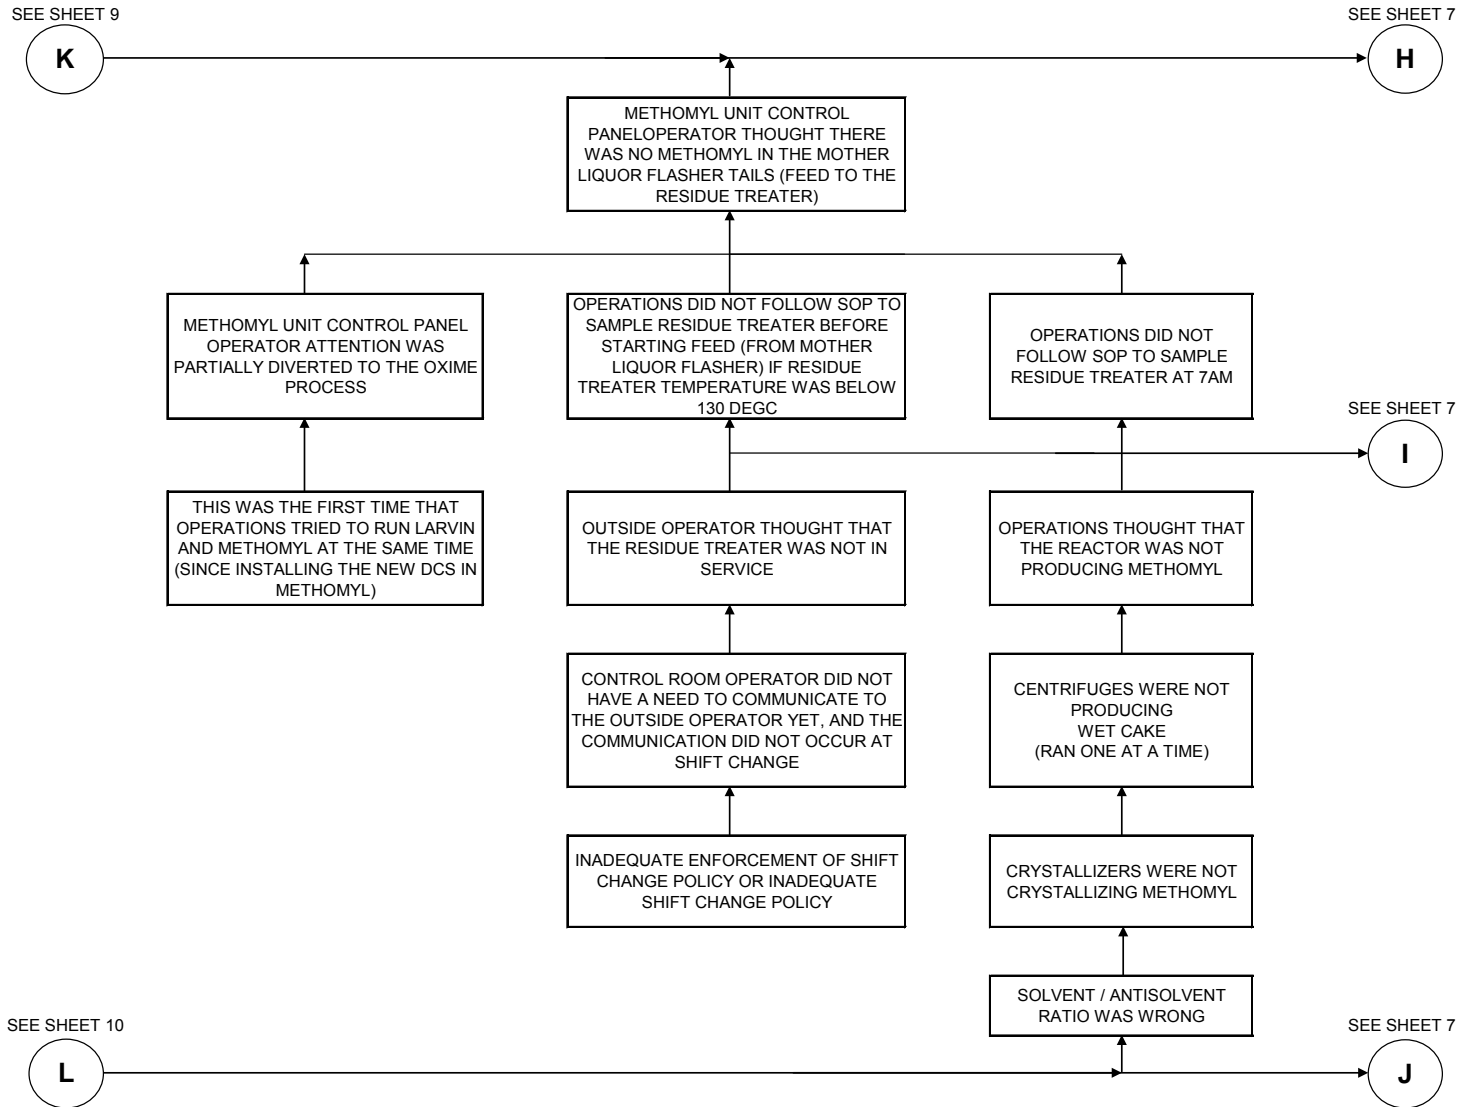 SEE SHEET 9
K
SEE SHEET 7
H
METHOMYL UNIT CONTROL
PANELOPERATOR THOUGHT THERE
WAS NO METHOMYL IN THE MOTHER
LIQUOR FLASHER TAILS (FEED TO THE
RESIDUE TREATER)
METHOMYL UNIT CONTROL PANEL
OPERATOR ATTENTION WAS
PARTIALLY DIVERTED TO THE OXIME
PROCESS
OPERATIONS DID NOT FOLLOW SOP TO
SAMPLE RESIDUE TREATER BEFORE
STARTING FEED (FROM MOTHER
LIQUOR FLASHER) IF RESIDUE
TREATER TEMPERATURE WAS BELOW
130 DEGC
OPERATIONS DID NOT
FOLLOW SOP TO SAMPLE
RESIDUE TREATER AT 7AM
SEE SHEET 7
I
THIS WAS THE FIRST TIME THAT
OPERATIONS TRIED TO RUN LARVIN
AND METHOMYL AT THE SAME TIME
(SINCE INSTALLING THE NEW DCS IN
METHOMYL)
OUTSIDE OPERATOR THOUGHT THAT
THE RESIDUE TREATER WAS NOT IN
SERVICE
OPERATIONS THOUGHT THAT
THE REACTOR WAS NOT
PRODUCING METHOMYL
CONTROL ROOM OPERATOR DID NOT
HAVE A NEED TO COMMUNICATE TO
THE OUTSIDE OPERATOR YET, AND THE
COMMUNICATION DID NOT OCCUR AT
SHIFT CHANGE
CENTRIFUGES WERE NOT
PRODUCING
WET CAKE
(RAN ONE AT A TIME)
INADEQUATE ENFORCEMENT OF SHIFT
CHANGE POLICY OR INADEQUATE
SHIFT CHANGE POLICY
CRYSTALLIZERS WERE NOT
CRYSTALLIZING METHOMYL
SOLVENT / ANTISOLVENT
RATIO WAS WRONG
SEE SHEET 10
L
SEE SHEET 7
J